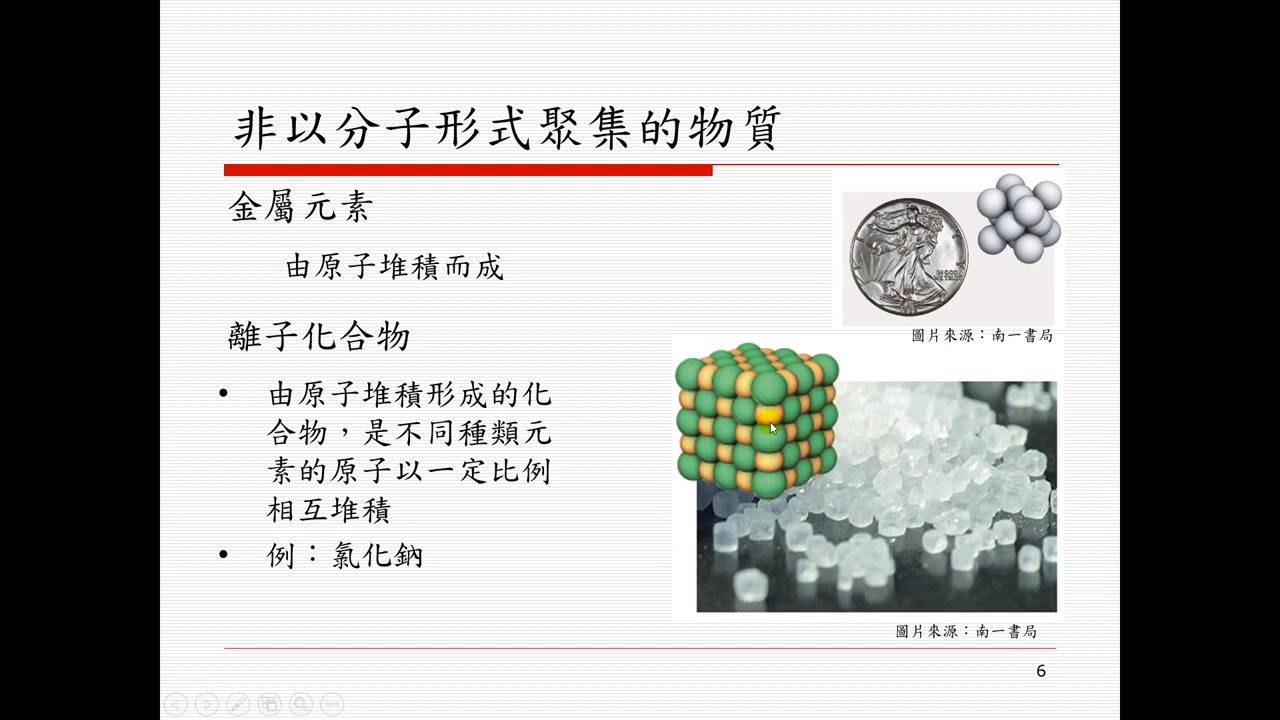 非以分子形式聚集的物質
金屬元素
由原子堆積而成
離子化合物
• 由原子堆積形成的化
合物，是不同種類元
素的原子以一定比例
相互堆積
• 例：氯化鈉
IN GOD
WE TRUST
圖片來源：南一書局
圖片來源：南一書局
6